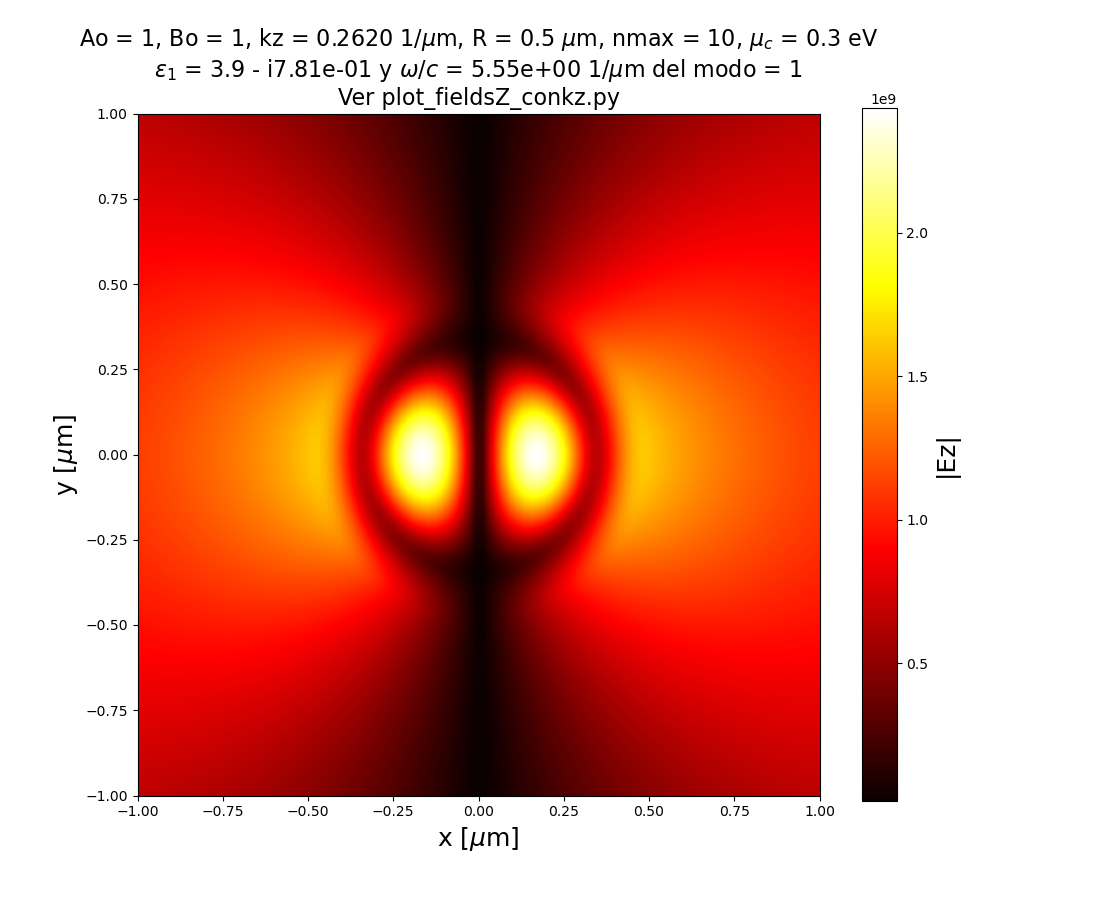 Ao = 1, Bo = 1, kz = 0.2620 1/μm, R = 0.5 μm, nmax = 10, μ_c = 0.3 eV
ε₁ = 3.9 - i7.81e-01 y ω/c = 5.55e+00 1/μm del modo = 1
Ver plot_fieldsZ_conkz.py
1e9
1.00
0.75
0.50
0.25
0.00
−0.25
−0.50
−0.75
−1.00
y [μm]
−1.00 −0.75 −0.50 −0.25 0.00 0.25 0.50 0.75 1.00
x [μm]
2.0
1.5
1.0
0.5
|Ez|